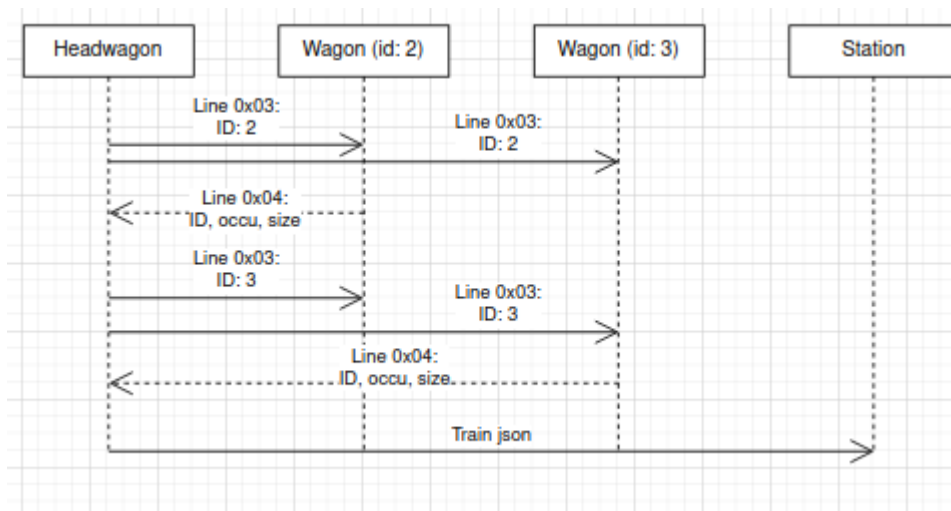 Headwagon
Wagon (id: 2)
Wagon (id: 3)
Station
Line 0x03:
ID: 2
Line 0x03:
ID: 2
Line 0x04:
ID, occu, size
Line 0x03:
ID: 3
Line 0x03:
ID: 3
Line 0x04:
ID, occu, size
Train json